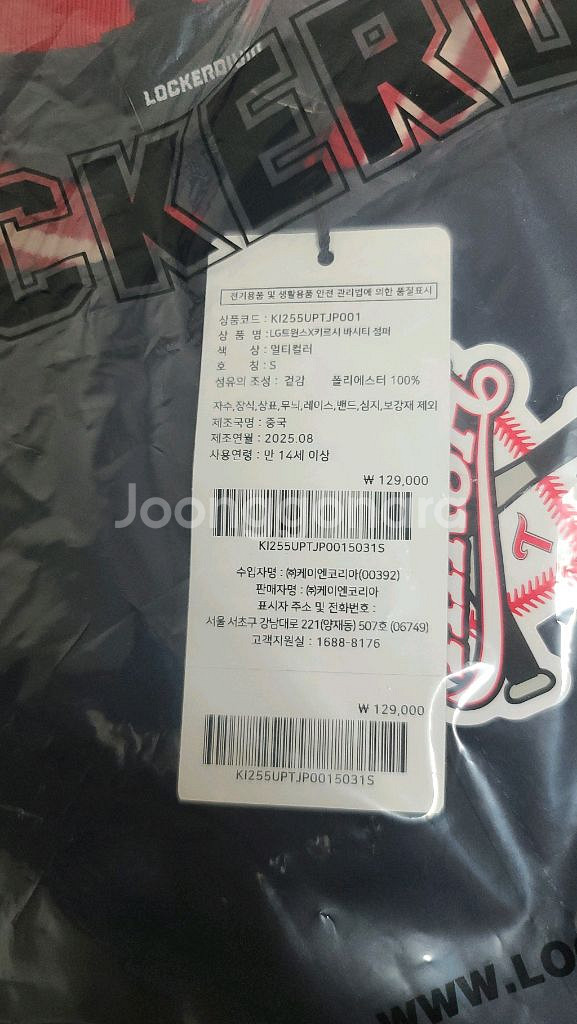 LOCKERDIUM
CKERD
전기용품 및 생활용품 안전 관리법에 의한 품질표시
상품코드 : KI255UPTJP001
상 품 명 : LG트윈스X키르시 바시티 점퍼
색 상 : 멀티컬러
호 칭 : S
섬유의 조성 : 겉감 폴리에스터 100%
자수,장식,상표,무늬,레이스,밴드,심지,보강재 제외
제조국명 : 중국
제조연월 : 2025.08
사용연령 : 만 14세 이상
₩ 129,000
Joonggonara
KI255UPTJP0015031S
수입자명 : ㈜케이엔코리아(00392)
판매자명 : ㈜케이엔코리아
표시자 주소 및 전화번호 :
서울 서초구 강남대로 221(양재동) 507호 (06749)
고객지원실 : 1688-8176
₩ 129,000
KI255UPTJP0015031S
T
www.LO